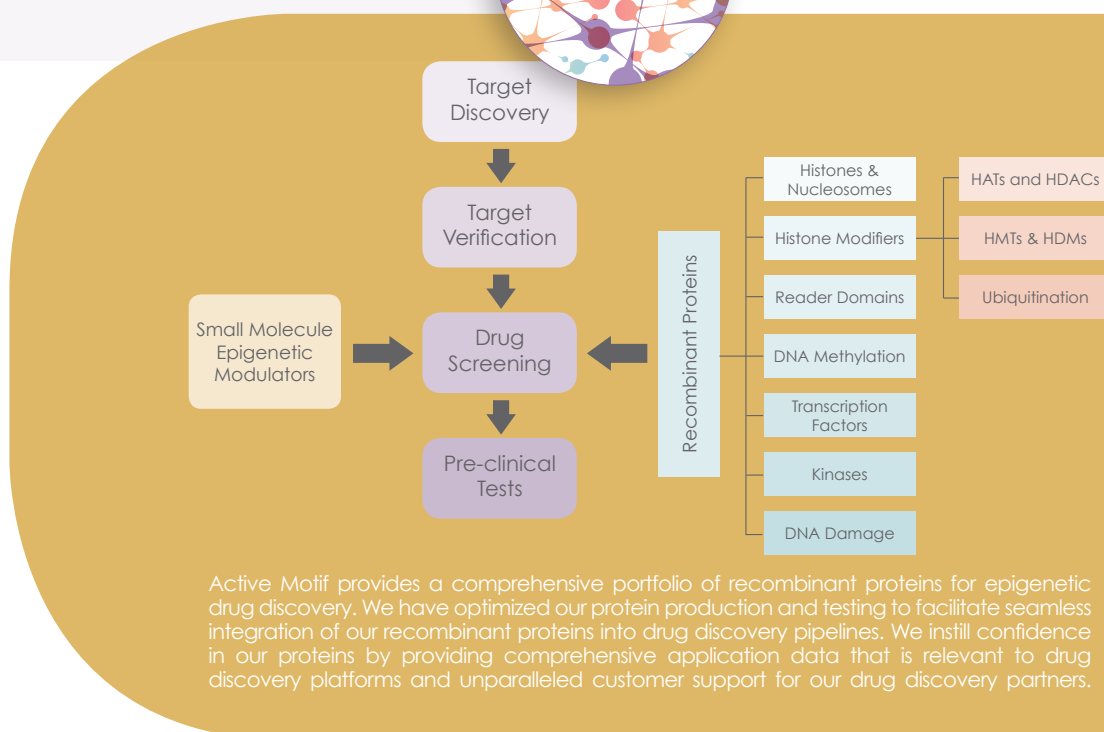 Target
Discovery
Target
Verification
Small Molecule
Epigenetic
Modulators
Drug
Screening
Pre-clinical
Tests
Recombinant Proteins
Histones &
Nucleosomes
Histone Modifiers
Reader Domains
DNA Methylation
Transcription
Factors
Kinases
DNA Damage
HATs and HDACs
HMTs & HDMs
Ubiquitination
Active Motif provides a comprehensive portfolio of recombinant proteins for epigenetic
drug discovery. We have optimized our protein production and testing to facilitate seamless
integration of our recombinant proteins into drug discovery pipelines. We instill confidence
in our proteins by providing comprehensive application data that is relevant to drug
discovery platforms and unparalleled customer support for our drug discovery partners.